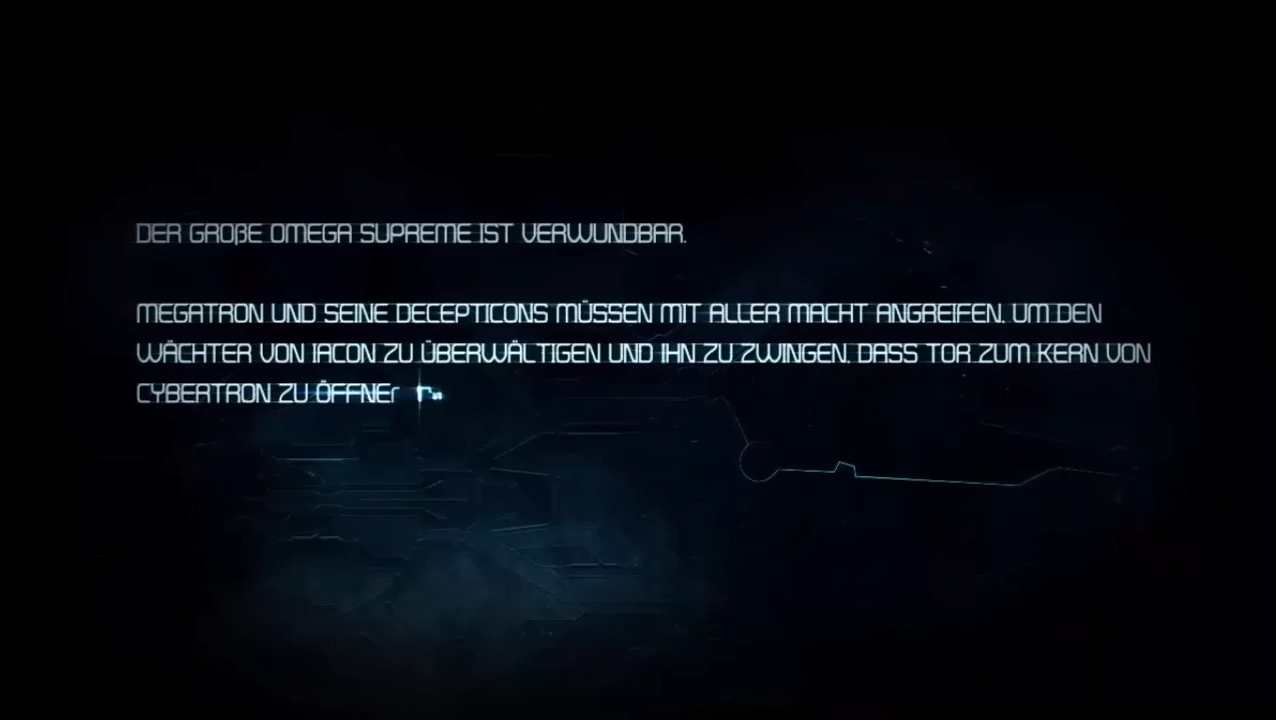 DER GROßE OMEGA SUPREME IST VERWUNDBAR.
MEGATRON UND SEINE DECEPTICONS MÜSSEN MIT ALLER MACHT ANGREIFEN, UM DEN
WÄCHTER VON IACON ZU ÜBERWÄLTIGEN UND IHN ZU ZWINGEN, DASS TOR ZUM KERN VON
CYBERTRON ZU